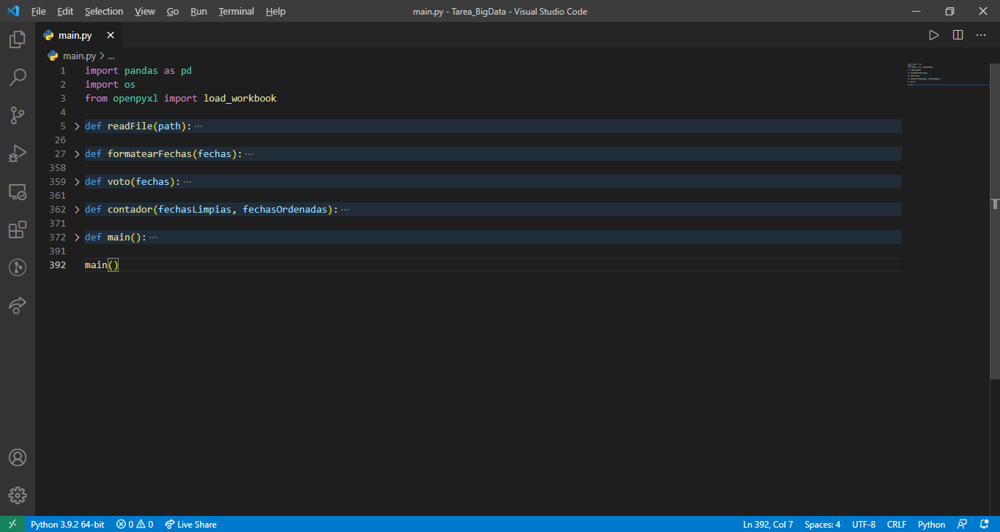 File Edit Selection View Go Run Terminal Help main.py - Tarea_BigData - Visual Studio Code
main.py
main.py > ...
1 import pandas as pd
2 import os
3 from openpyxl import load_workbook
4
5 def readFile(path):···
26
27 def formatearFechas(fechas):···
358
359 def voto(fechas):···
361
362 def contador(fechasLimpias, fechasOrdenadas):···
371
372 def main():···
391
392 main()
Python 3.9.2 64-bit 0 0 Live Share Ln 392, Col 7 Spaces: 4 UTF-8 CRLF Python